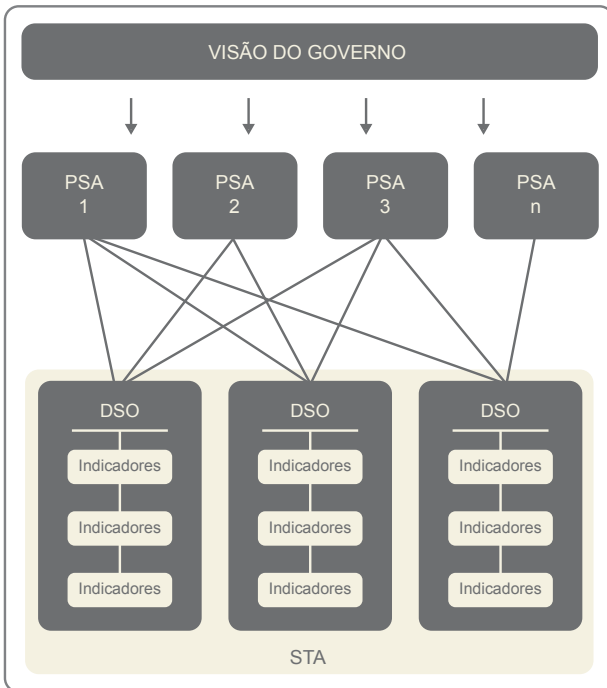 VISÃO DO GOVERNO
PSA
1
PSA
2
PSA
3
PSA
n
DSO
Indicadores
Indicadores
Indicadores
DSO
Indicadores
Indicadores
Indicadores
DSO
Indicadores
Indicadores
Indicadores
STA